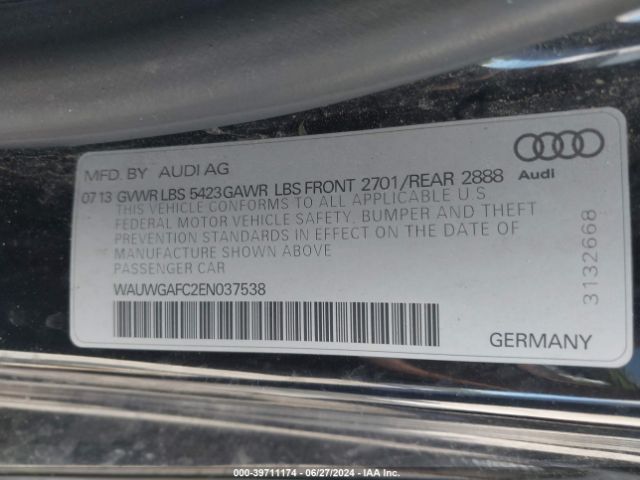 MFD. BY AUDI AG
07 13 GVWR LBS 5423 GAWR LBS FRONT 2701/REAR 2888
Audi
THIS VEHICLE CONFORMS TO ALL APPLICABLE U.S
FEDERAL MOTOR VEHICLE SAFETY, BUMPER AND THEFT
PREVENTION STANDARDS IN EFFECT ON THE DATE OF
MANUFACTURE SHOWN ABOVE
PASSENGER CAR
WAUWGAFC2EN037538
3132668
GERMANY
000-39711174 | 06/27/2024 - IAA Inc.